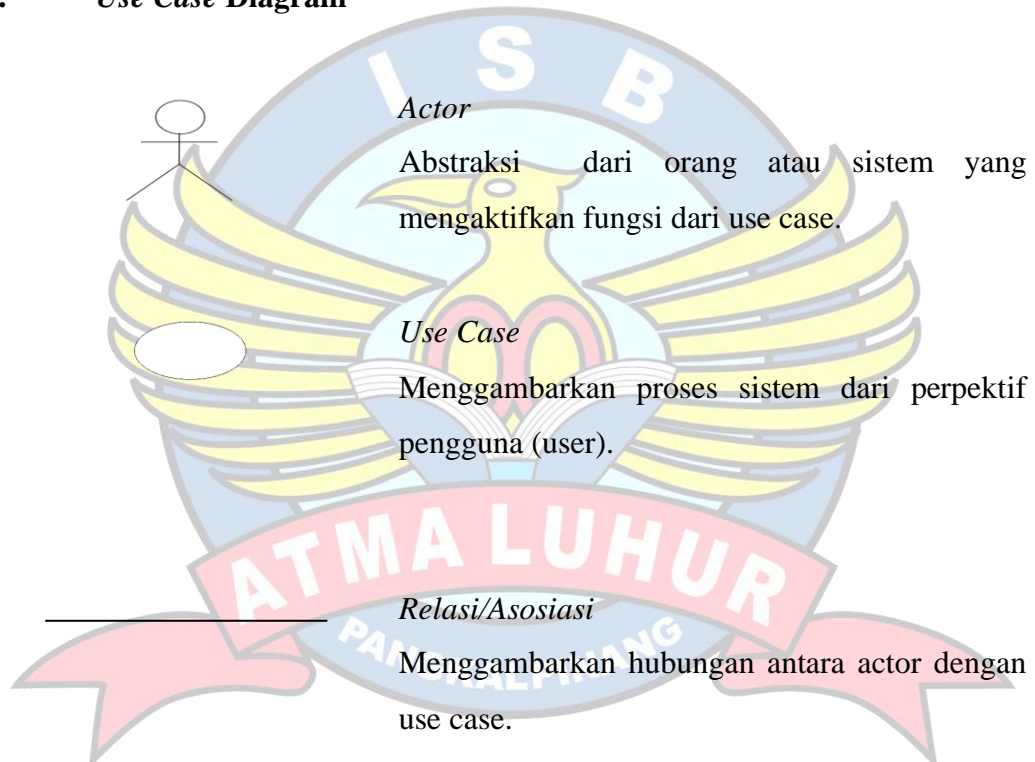 . Use Case Diagram
I S B
Actor
Abstraksi dari orang atau sistem yang
mengaktifkan fungsi dari use case.
Use Case
Menggambarkan proses sistem dari perpektif
pengguna (user).
ATMA LUHUR
Relasi/Asosiasi
PANGKALPINANG
Menggambarkan hubungan antara actor dengan
use case.